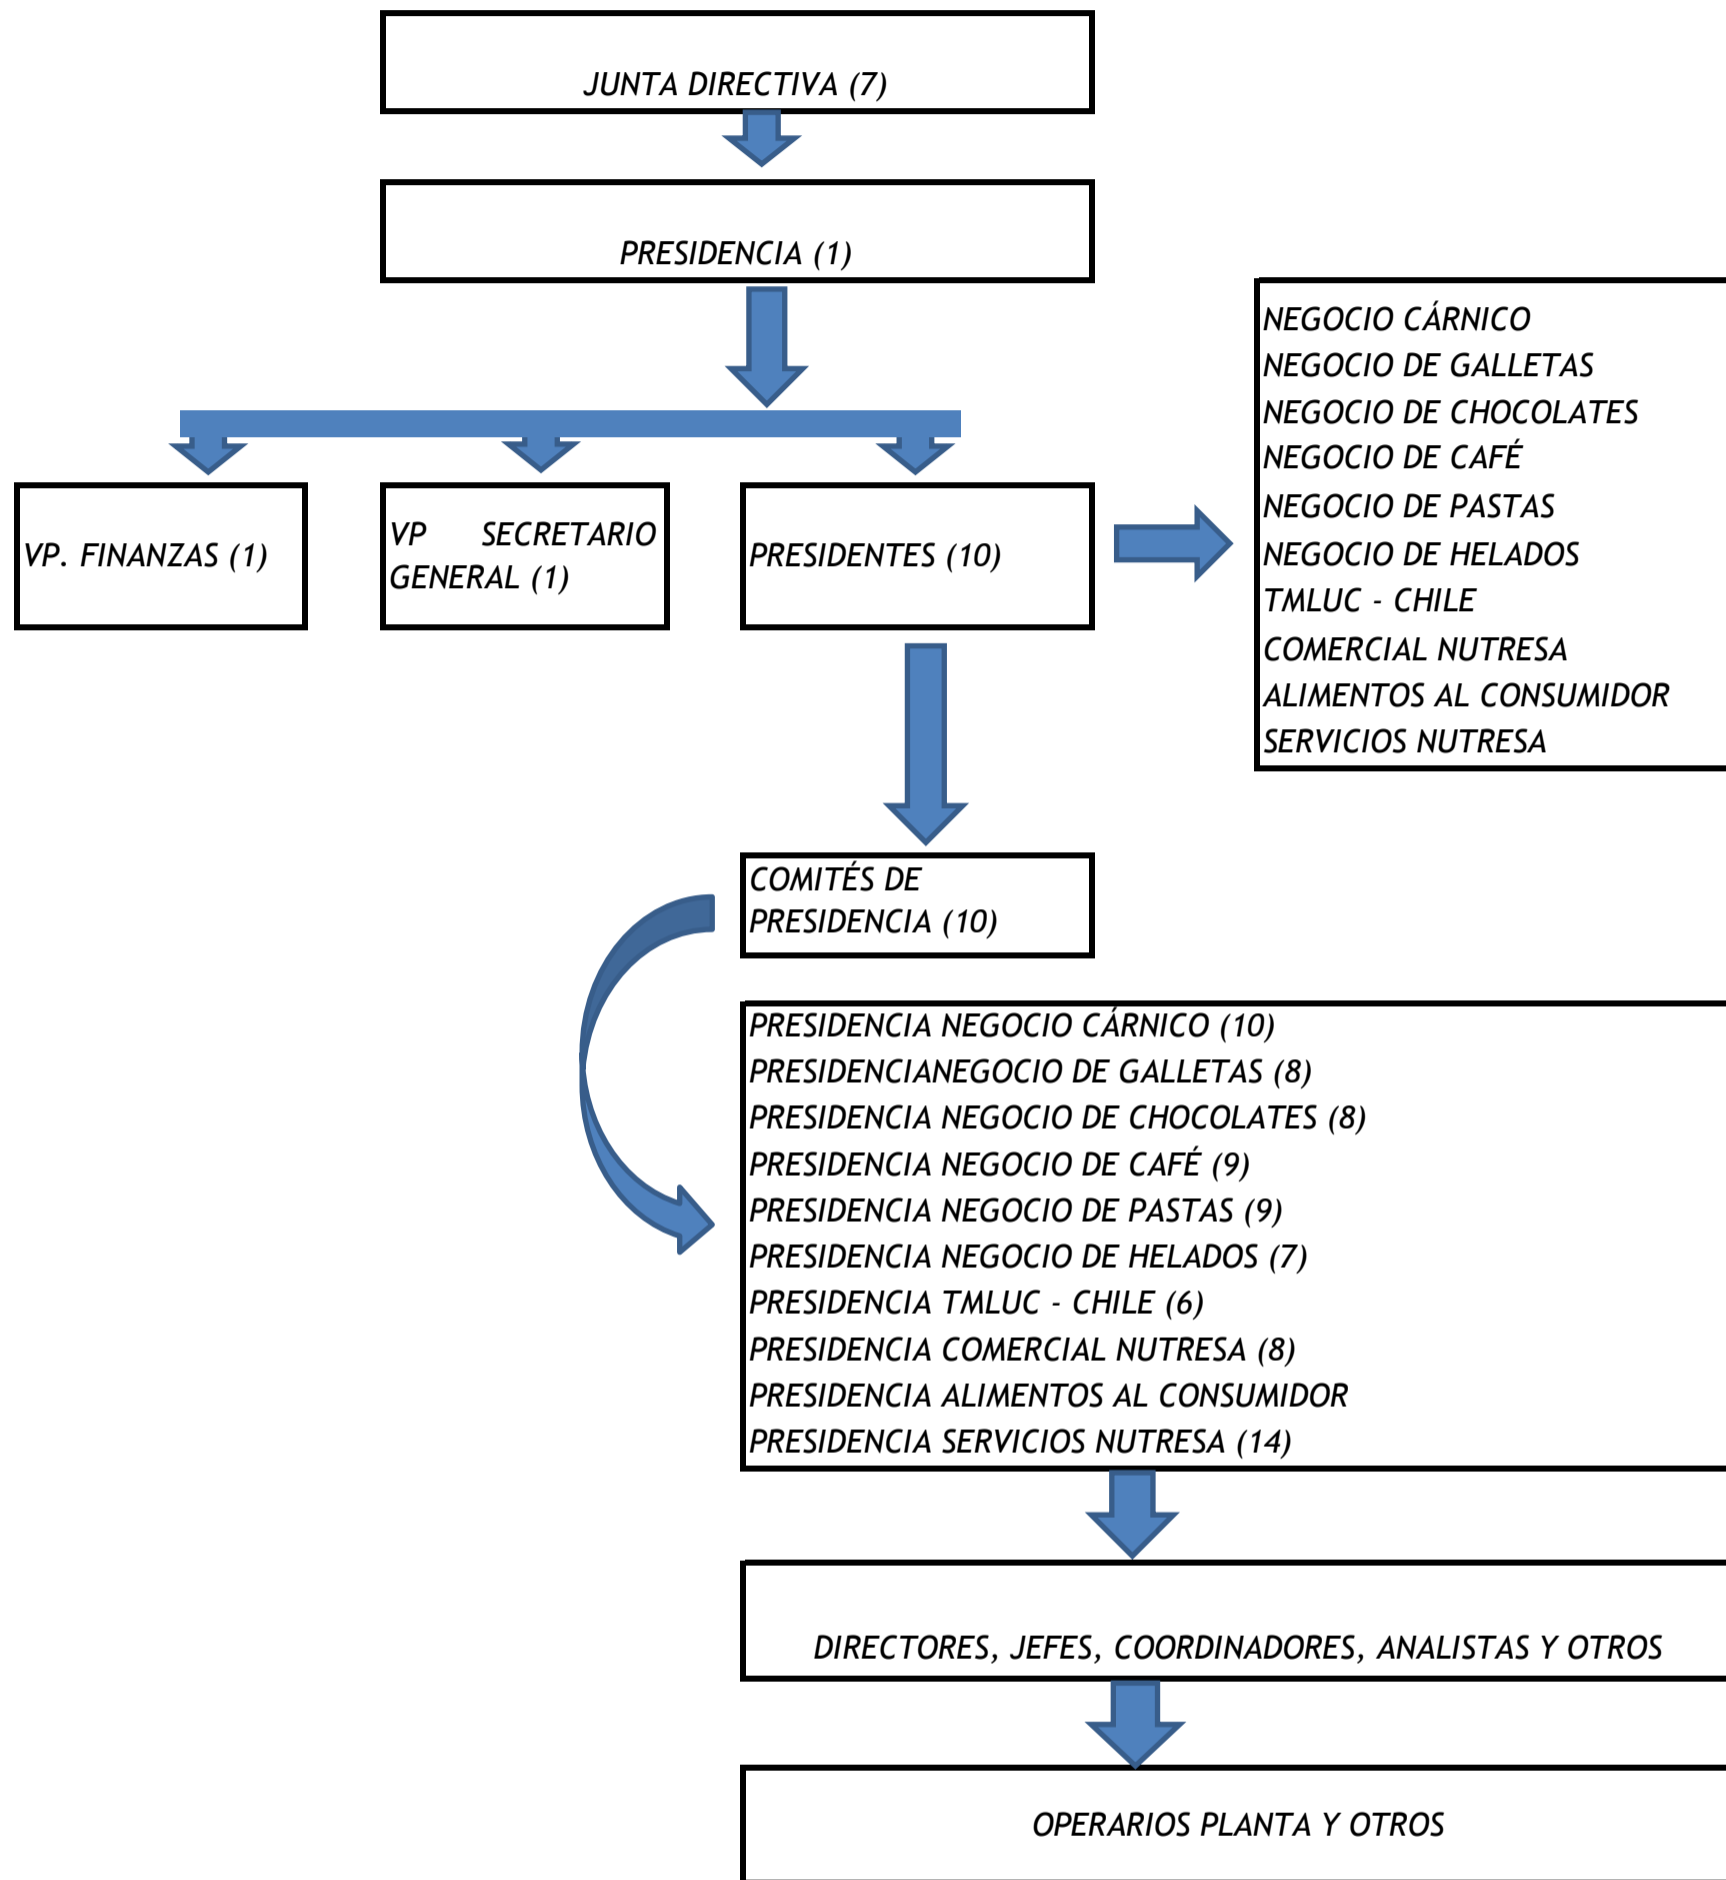 JUNTA DIRECTIVA (7)
PRESIDENCIA (1)
NEGOCIO CÁRNICO
NEGOCIO DE GALLETAS
NEGOCIO DE CHOCOLATES
NEGOCIO DE CAFÉ
NEGOCIO DE PASTAS
NEGOCIO DE HELADOS
TMLUC - CHILE
COMERCIAL NUTRESA
ALIMENTOS AL CONSUMIDOR
SERVICIOS NUTRESA
VP. FINANZAS (1)
VP SECRETARIO
GENERAL (1)
PRESIDENTES (10)
COMITÉS DE
PRESIDENCIA (10)
PRESIDENCIA NEGOCIO CÁRNICO (10)
PRESIDENCIANEGOCIO DE GALLETAS (8)
PRESIDENCIA NEGOCIO DE CHOCOLATES (8)
PRESIDENCIA NEGOCIO DE CAFÉ (9)
PRESIDENCIA NEGOCIO DE PASTAS (9)
PRESIDENCIA NEGOCIO DE HELADOS (7)
PRESIDENCIA TMLUC - CHILE (6)
PRESIDENCIA COMERCIAL NUTRESA (8)
PRESIDENCIA ALIMENTOS AL CONSUMIDOR
PRESIDENCIA SERVICIOS NUTRESA (14)
DIRECTORES, JEFES, COORDINADORES, ANALISTAS Y OTROS
OPERARIOS PLANTA Y OTROS